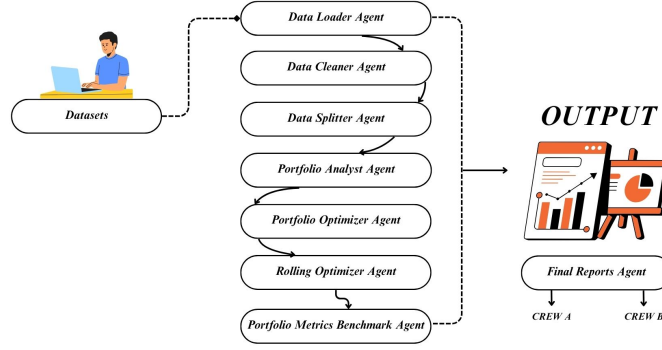 Data Loader Agent
Data Cleaner Agent
Datasets
Data Splitter Agent
Portfolio Analyst Agent
Portfolio Optimizer Agent
Rolling Optimizer Agent
Portfolio Metrics Benchmark Agent
OUTPUT
Final Reports Agent
CREW A
CREW B